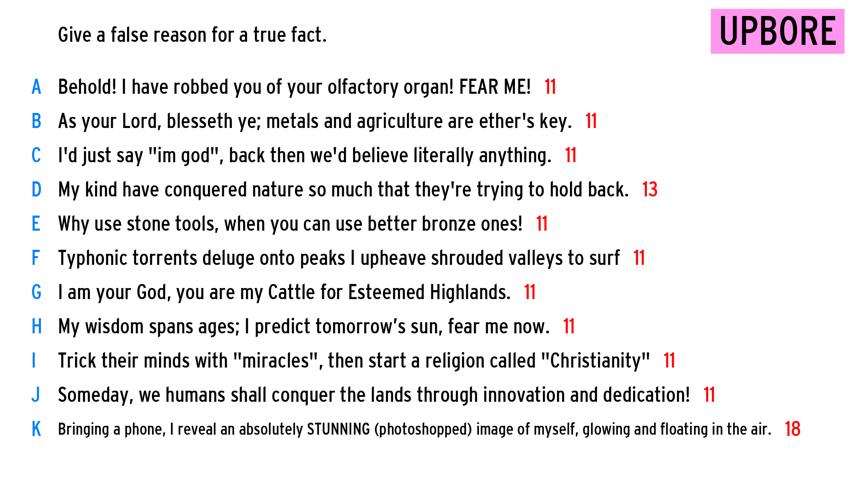 Give a false reason for a true fact.
UPBORE
A Behold! I have robbed you of your olfactory organ! FEAR ME! 11
B As your Lord, blesseth ye; metals and agriculture are ether's key. 11
C I'd just say "im god", back then we'd believe literally anything. 11
D My kind have conquered nature so much that they're trying to hold back. 13
E Why use stone tools, when you can use better bronze ones! 11
F Typhonic torrents deluge onto peaks I upheave shrouded valleys to surf 11
G I am your God, you are my Cattle for Esteemed Highlands. 11
H My wisdom spans ages; I predict tomorrow’s sun, fear me now. 11
I Trick their minds with "miracles", then start a religion called "Christianity" 11
J Someday, we humans shall conquer the lands through innovation and dedication! 11
K Bringing a phone, I reveal an absolutely STUNNING (photoshopped) image of myself, glowing and floating in the air. 18